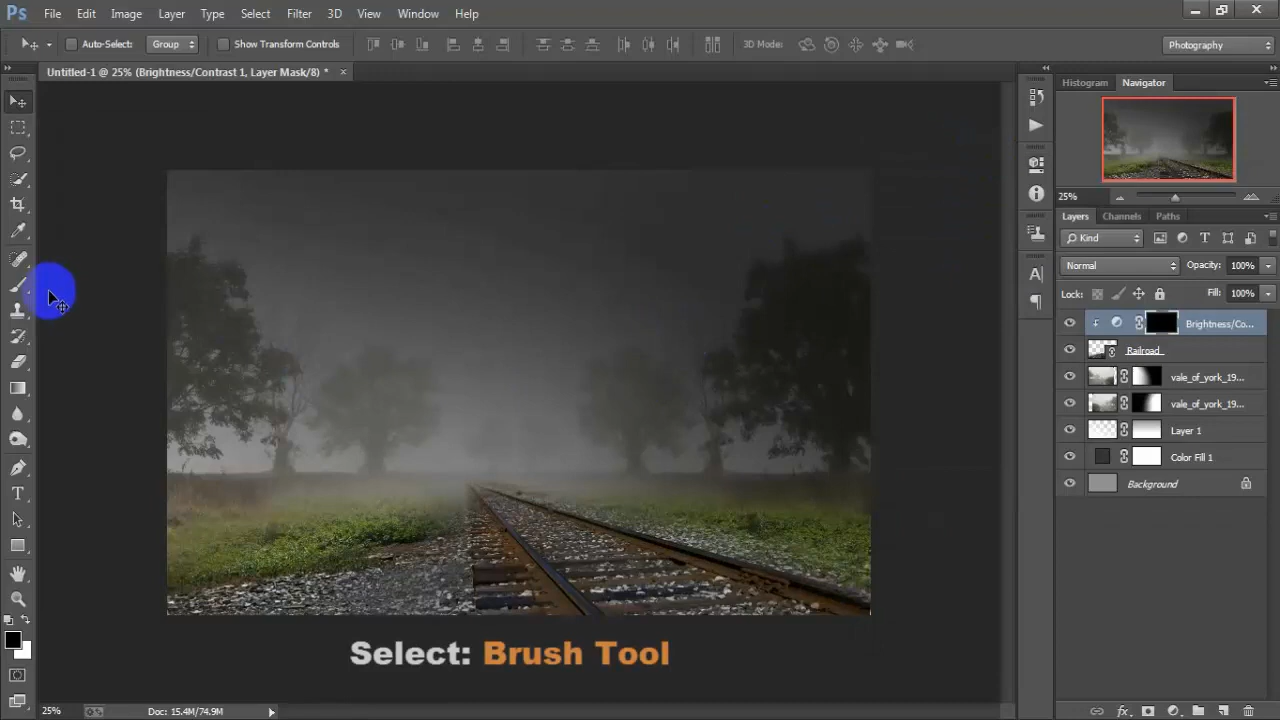 Ps File Edit Image Layer Type Select Filter 3D View Window Help
Auto-Select: Group Show Transform Controls 3D Mode: Photography
Untitled-1 @ 25% (Brightness/Contrast 1, Layer Mask/8) * ×
Histogram Navigator
25%
Layers Channels Paths
Kind T
Normal Opacity: 100%
Lock: Fill: 100%
Brightness/Co...
Railroad
vale_of_york_19...
vale_of_york_19...
Layer 1
Color Fill 1
Background
Select: Brush Tool
25% Doc: 15.4M/74.9M
fx